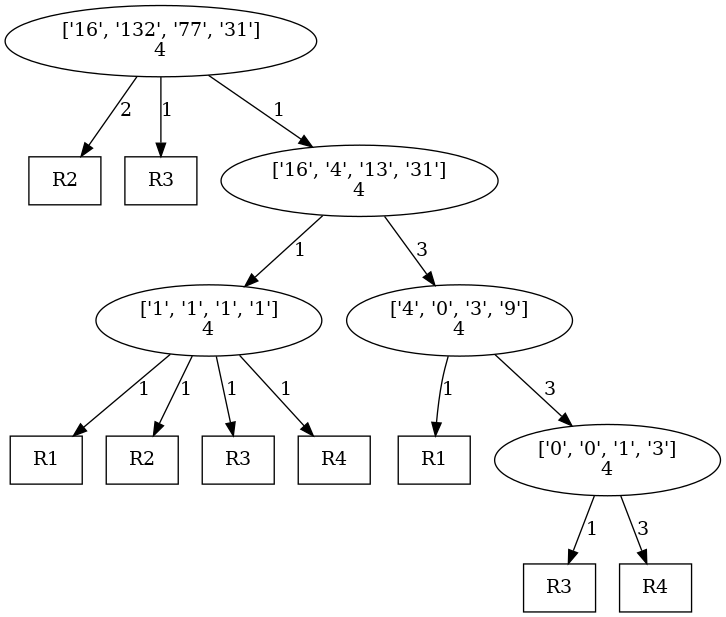 ['16', '132', '77', '31']
4
2
1
1
R2
R3
['16', '4', '13', '31']
4
1
3
['1', '1', '1', '1']
4
['4', '0', '3', '9']
4
1
1
1
1
1
3
R1
R2
R3
R4
R1
['0', '0', '1', '3']
4
1
3
R3
R4